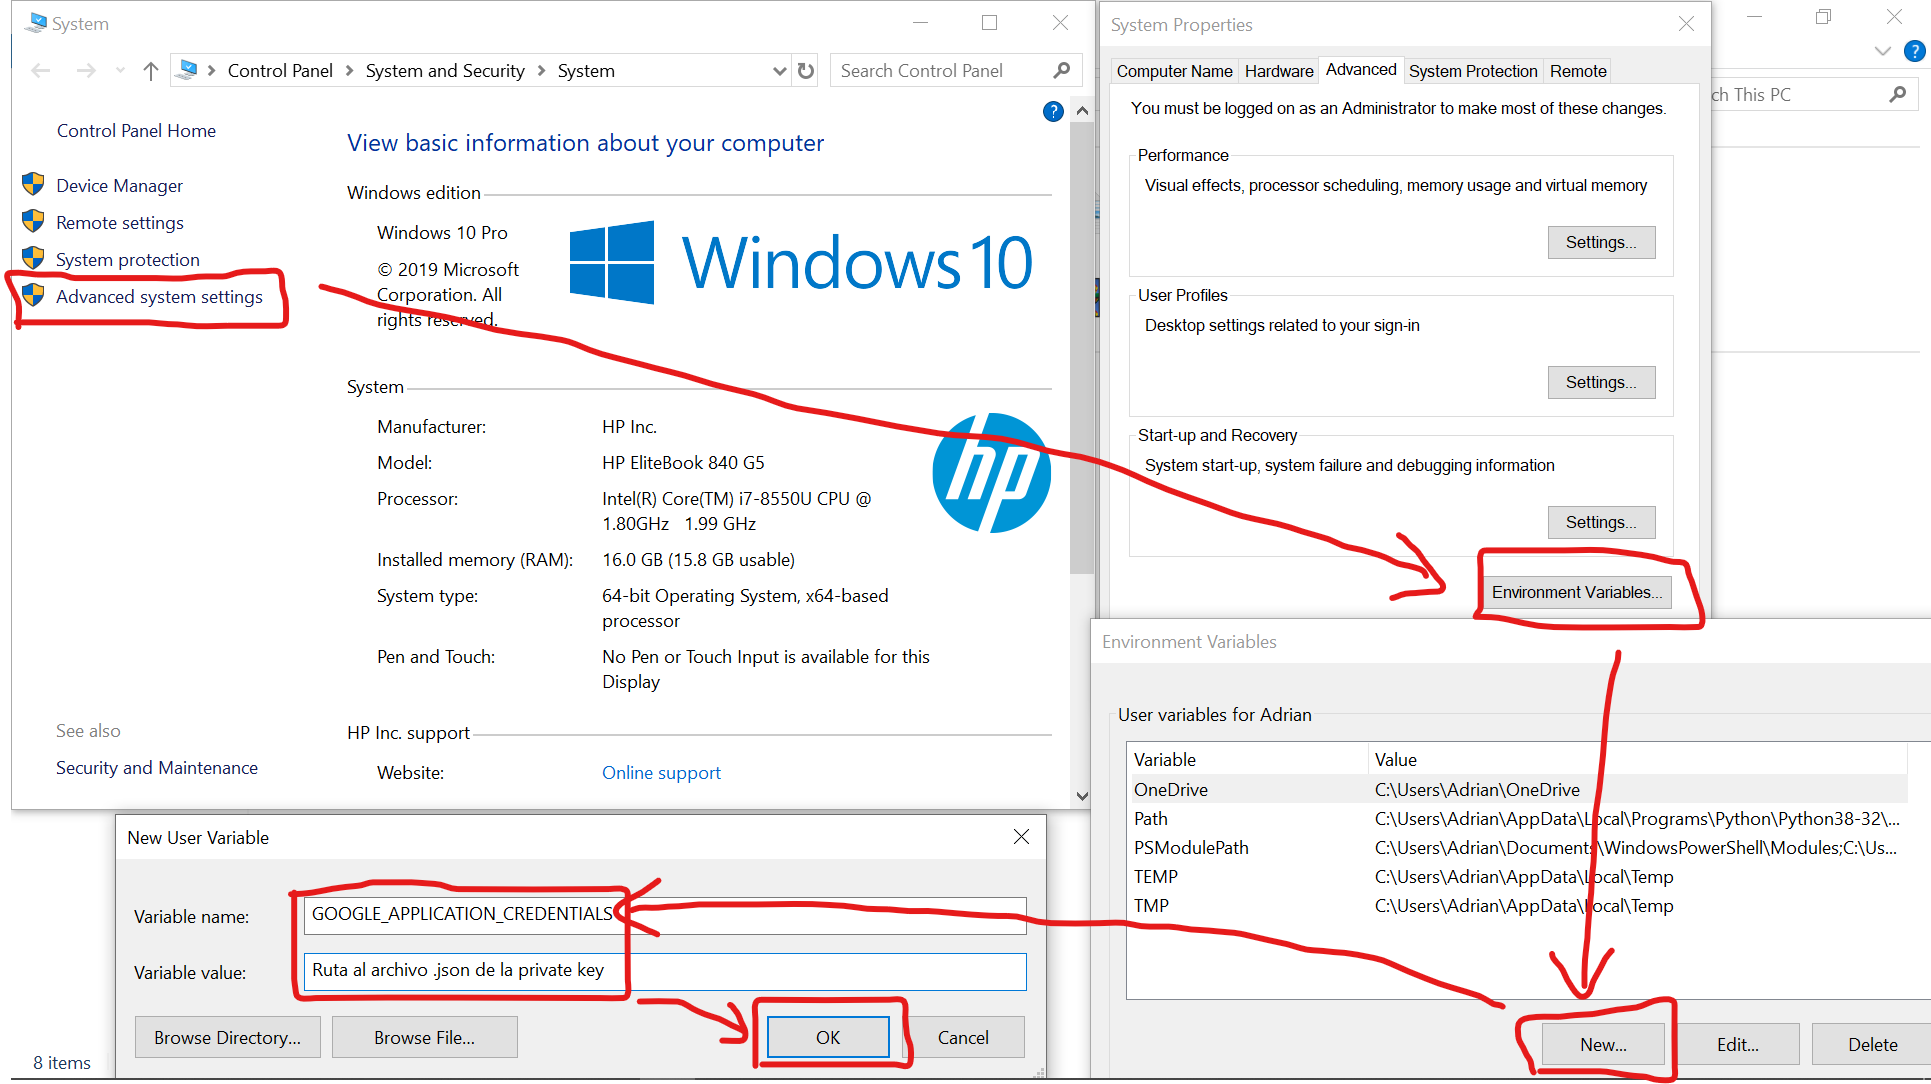 System
Control Panel > System and Security > System
Search Control Panel
Control Panel Home
Device Manager
Remote settings
System protection
Advanced system settings
See also
Security and Maintenance
View basic information about your computer
Windows edition
Windows 10 Pro
© 2019 Microsoft
Corporation. All
rights reserved.
Windows 10
System
Manufacturer: HP Inc.
Model: HP EliteBook 840 G5
Processor: Intel(R) Core(TM) i7-8550U CPU @
1.80GHz 1.99 GHz
Installed memory (RAM): 16.0 GB (15.8 GB usable)
System type: 64-bit Operating System, x64-based
processor
Pen and Touch: No Pen or Touch Input is available for this
Display
hp
HP Inc. support
Website: Online support
System Properties
Computer Name Hardware Advanced System Protection Remote
You must be logged on as an Administrator to make most of these changes.
Performance
Visual effects, processor scheduling, memory usage and virtual memory
Settings...
User Profiles
Desktop settings related to your sign-in
Settings...
Start-up and Recovery
System start-up, system failure and debugging information
Settings...
Environment Variables...
ch This PC
Environment Variables
User variables for Adrian
Variable Value
OneDrive C:\Users\Adrian\OneDrive
Path C:\Users\Adrian\AppData\Local\Programs\Python\Python38-32\...
PSModulePath C:\Users\Adrian\Documents\WindowsPowerShell\Modules;C:\Us...
TEMP C:\Users\Adrian\AppData\Local\Temp
TMP C:\Users\Adrian\AppData\Local\Temp
New... Edit... Delete
New User Variable
Variable name: GOOGLE_APPLICATION_CREDENTIALS
Variable value: Ruta al archivo .json de la private key
Browse Directory... Browse File... OK Cancel
8 items